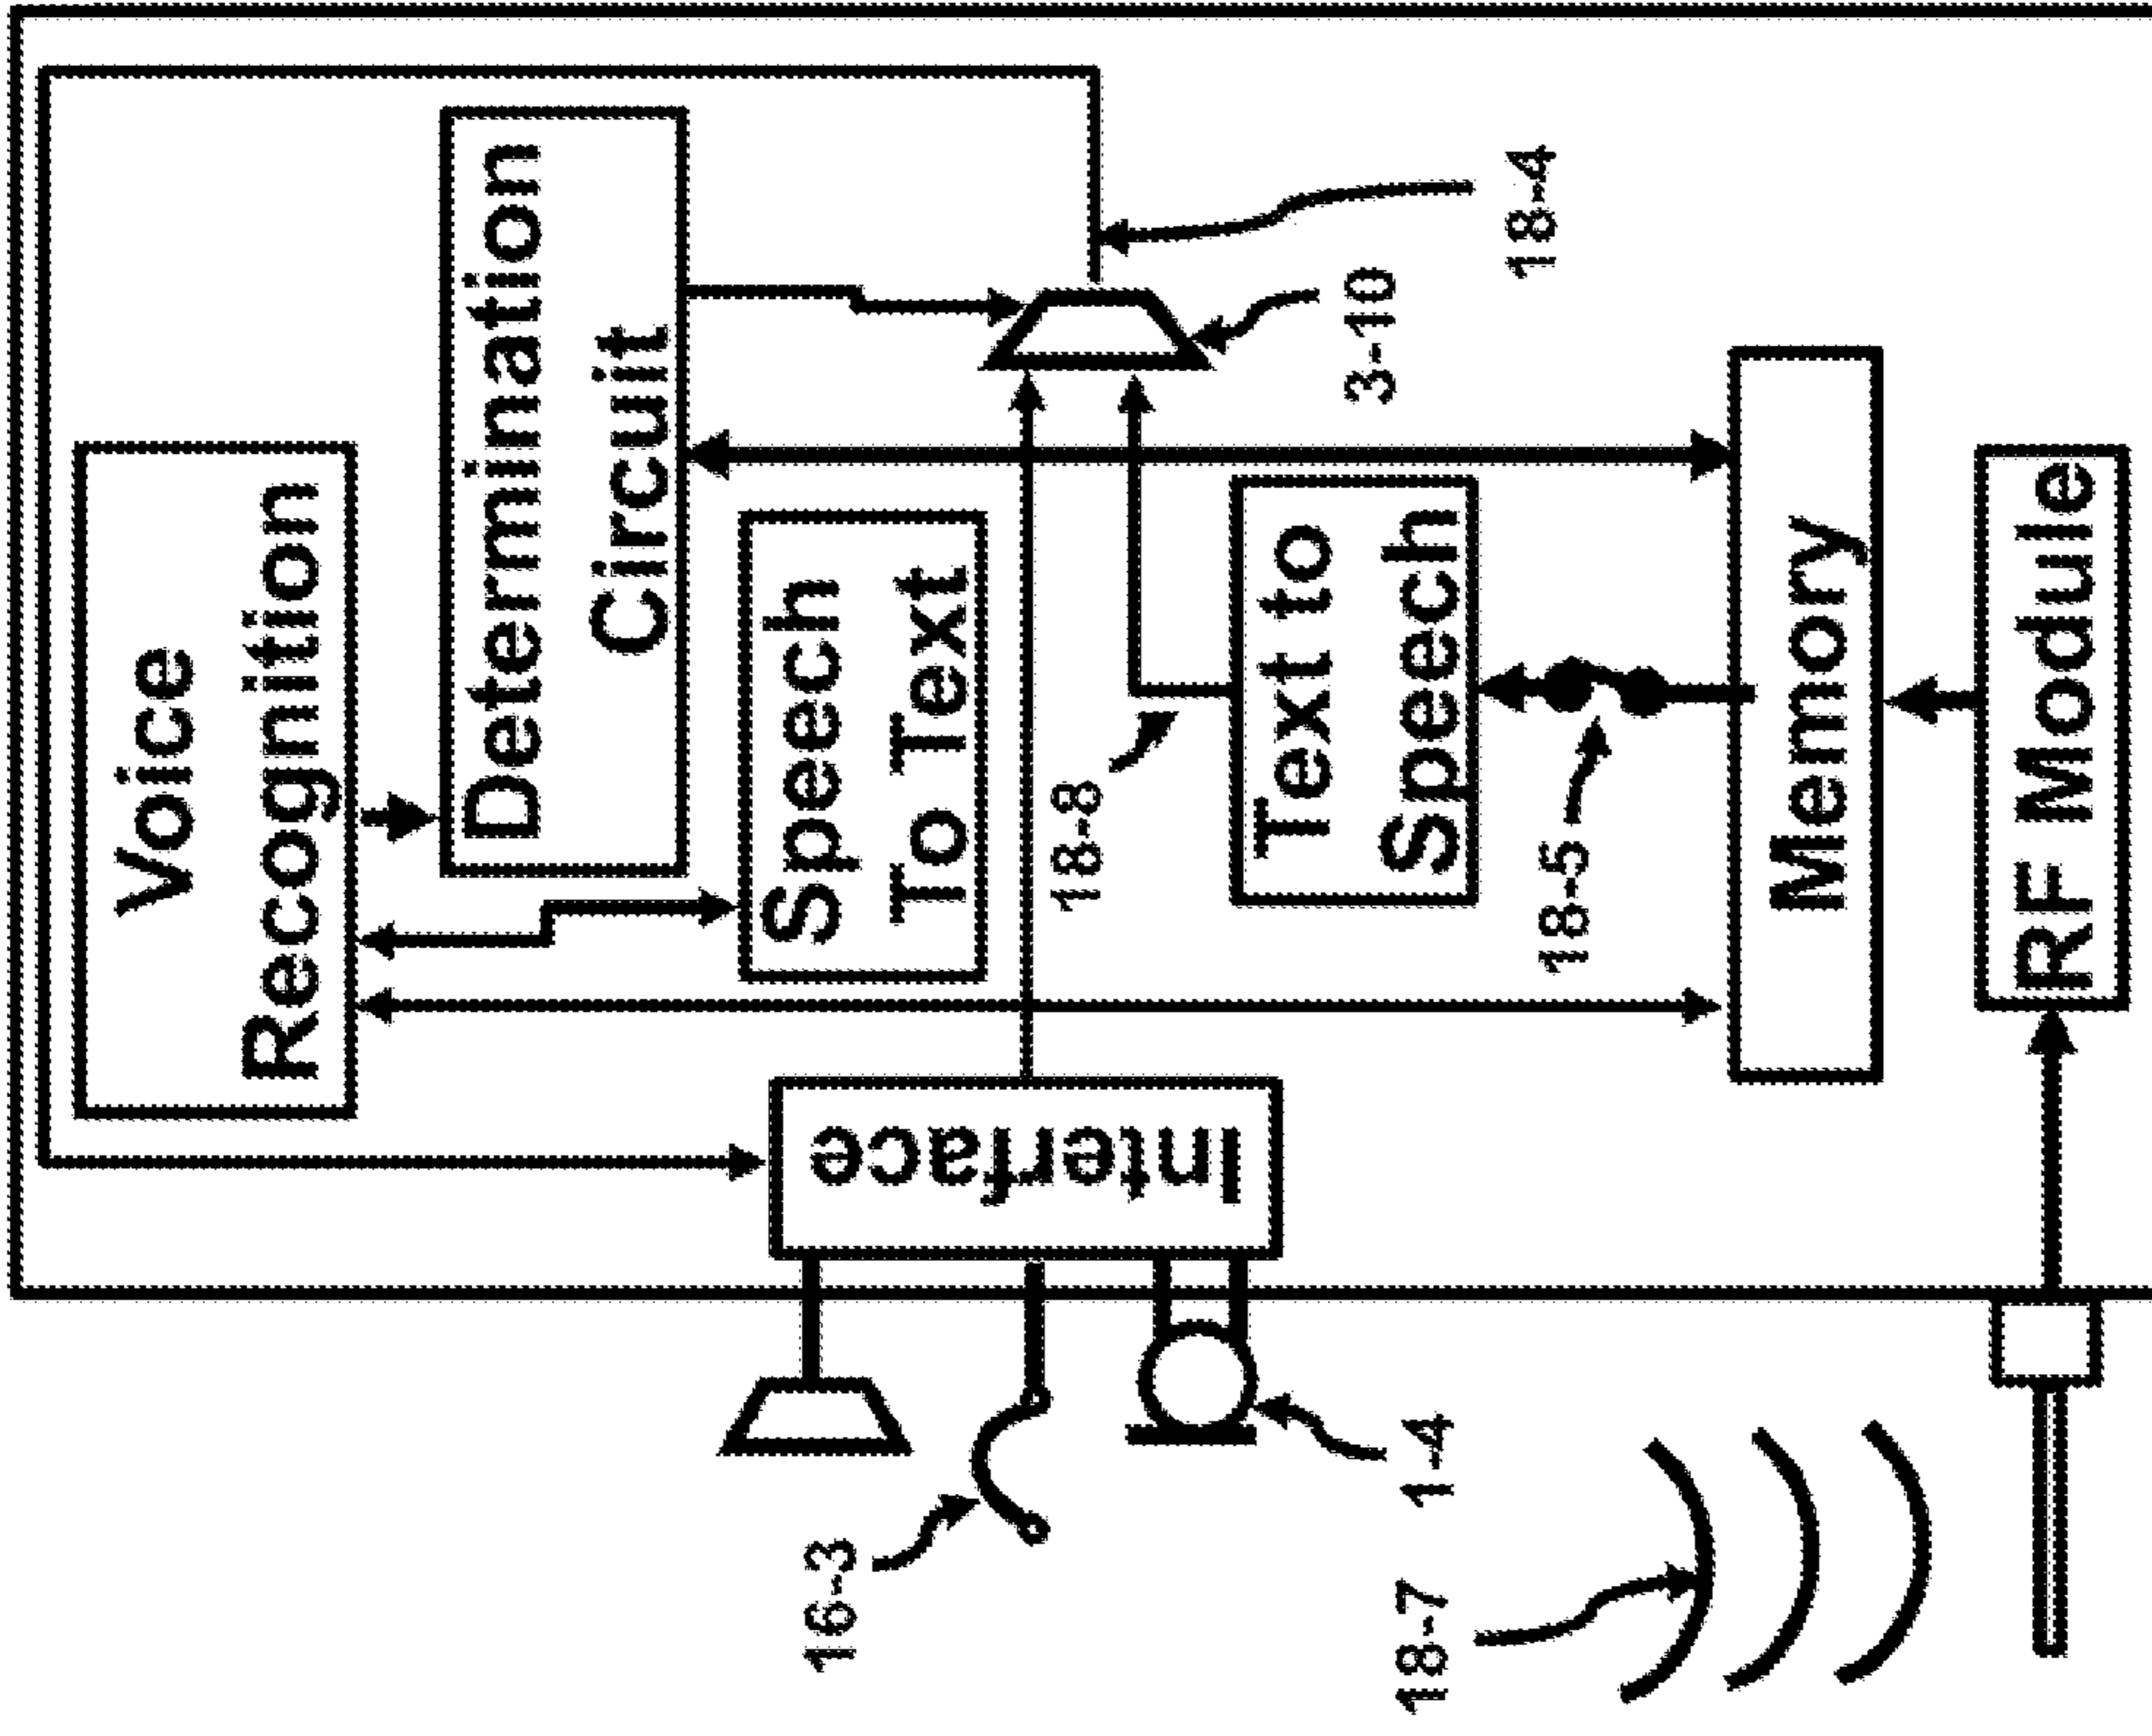 Voice
Recognition
Determination
Circuit
Speech
To Text
Interface
18-8
Text to
Speech
3-10
18-4
18-5
Memory
RF Module
16-3
1-4
18-7